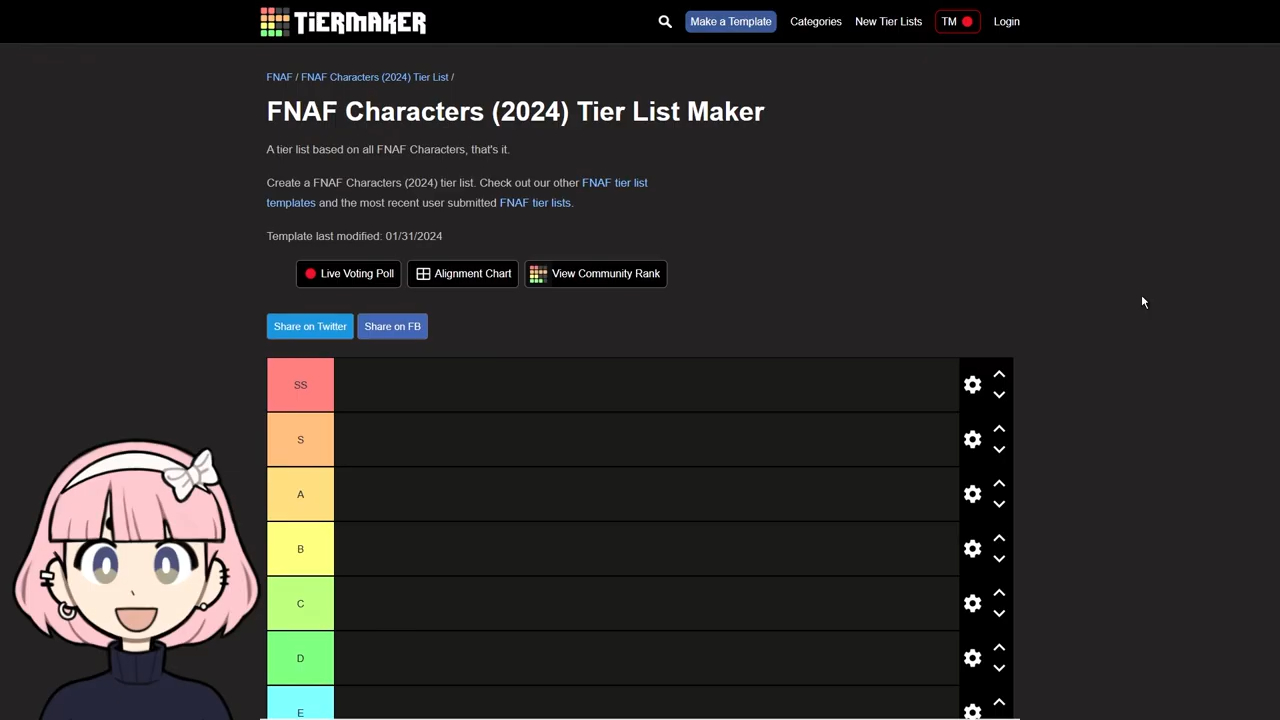 TiERMAKER
Make a Template
Categories
New Tier Lists
TM
Login
FNAF / FNAF Characters (2024) Tier List /
FNAF Characters (2024) Tier List Maker
A tier list based on all FNAF Characters, that's it.
Create a FNAF Characters (2024) tier list. Check out our other FNAF tier list
templates and the most recent user submitted FNAF tier lists.
Template last modified: 01/31/2024
Live Voting Poll
Alignment Chart
View Community Rank
Share on Twitter
Share on FB
SS
S
A
B
C
D
E